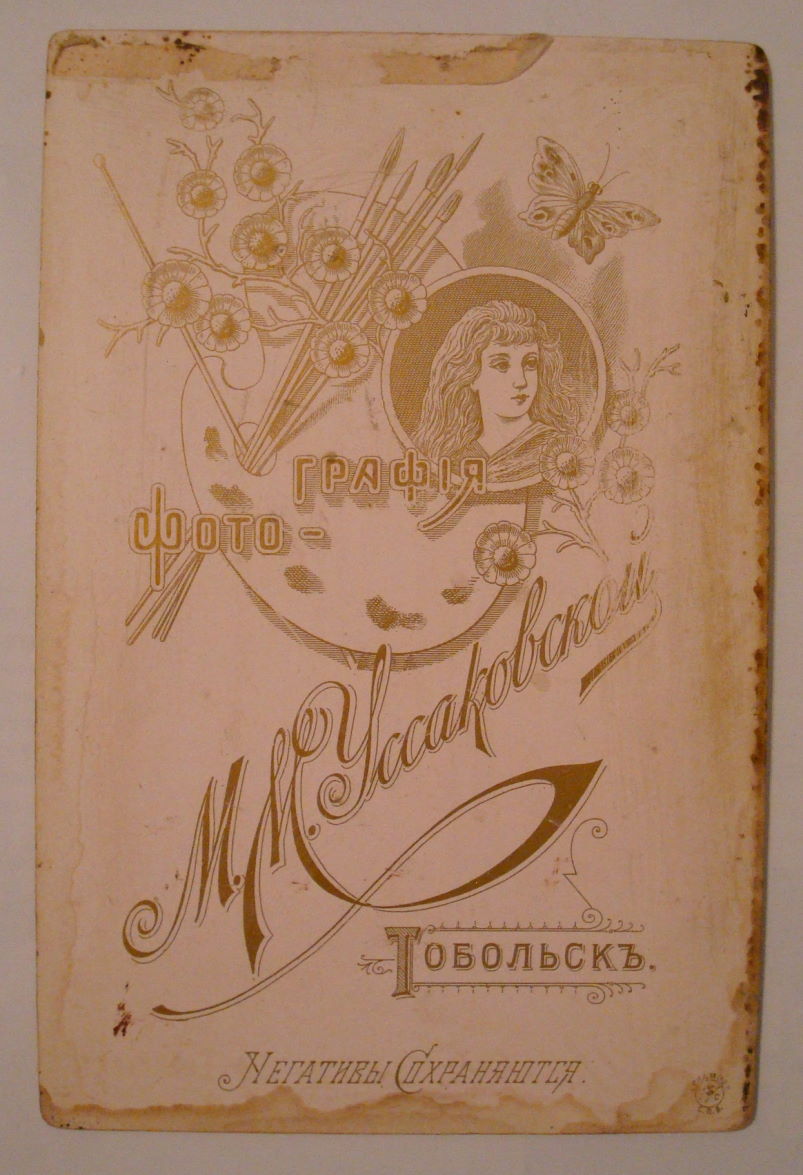 ФОТО-
ГРАФІЯ
М.М. Уссаковской
ТОБОЛЬСКЪ.
НЕГАТИВЫ СОХРАНЯЮТСЯ.